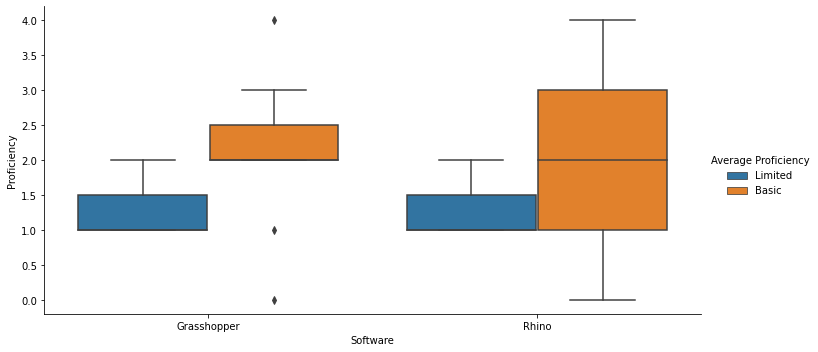 4.0
3.5
3.0
2.5
2.0
1.5
1.0
0.5
0.0
Proficiency
Grasshopper
Rhino
Software
Average Proficiency
Limited
Basic